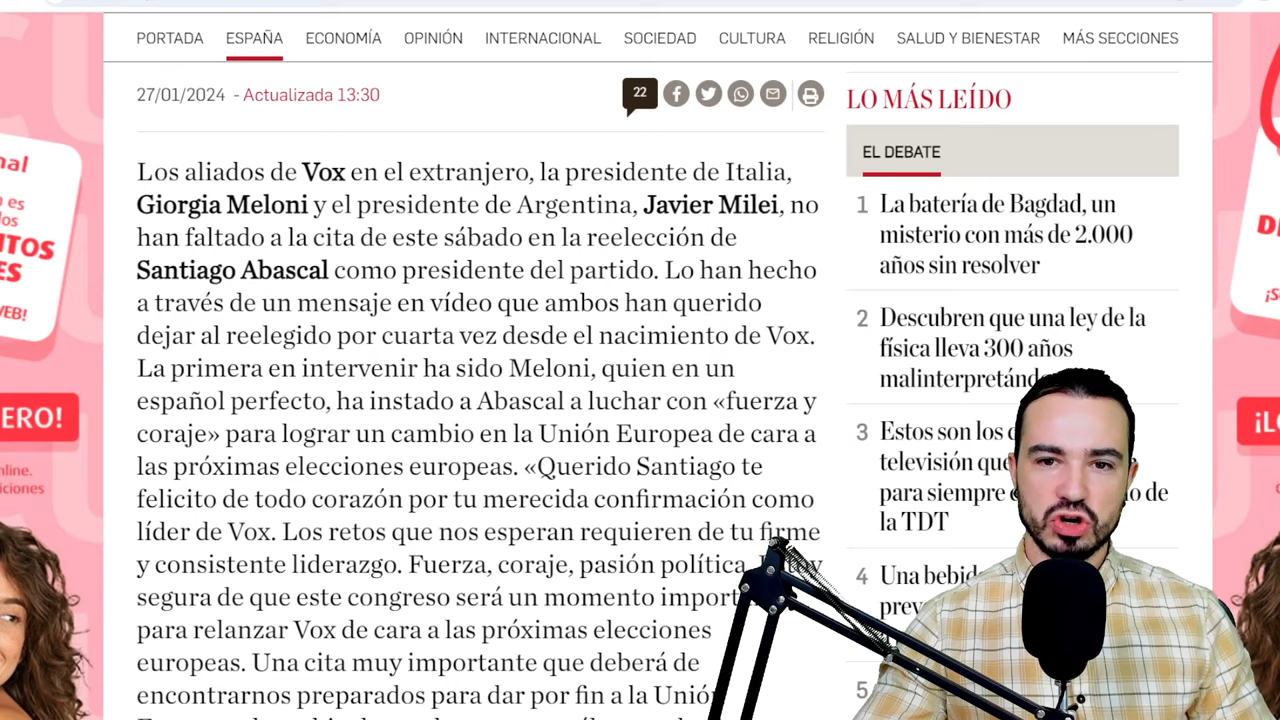 PORTADA ESPAÑA ECONOMÍA OPINIÓN INTERNACIONAL SOCIEDAD CULTURA RELIGIÓN SALUD Y BIENESTAR MÁS SECCIONES
27/01/2024 - Actualizada 13:30
22
Los aliados de Vox en el extranjero, la presidente de Italia,
Giorgia Meloni y el presidente de Argentina, Javier Milei, no
han faltado a la cita de este sábado en la reelección de
Santiago Abascal como presidente del partido. Lo han hecho
a través de un mensaje en vídeo que ambos han querido
dejar al reelegido por cuarta vez desde el nacimiento de Vox.
La primera en intervenir ha sido Meloni, quien en un
español perfecto, ha instado a Abascal a luchar con «fuerza y
coraje» para lograr un cambio en la Unión Europea de cara a
las próximas elecciones europeas. «Querido Santiago te
felicito de todo corazón por tu merecida confirmación como
líder de Vox. Los retos que nos esperan requieren de tu firme
y consistente liderazgo. Fuerza, coraje, pasión política.
segura de que este congreso será un momento
para relanzar Vox de cara a las próximas elecciones
europeas. Una cita muy importante que deberá de
encontrarnos preparados para dar por fin a la
LO MÁS LEÍDO
EL DEBATE
1 La batería de Bagdad, un
misterio con más de 2.000
años sin resolver
2 Descubren que una ley de la
física lleva 300 años
3 Estos son los
televisión
para siempre de
la TDT
4 Una
5
ERO!
VEB!